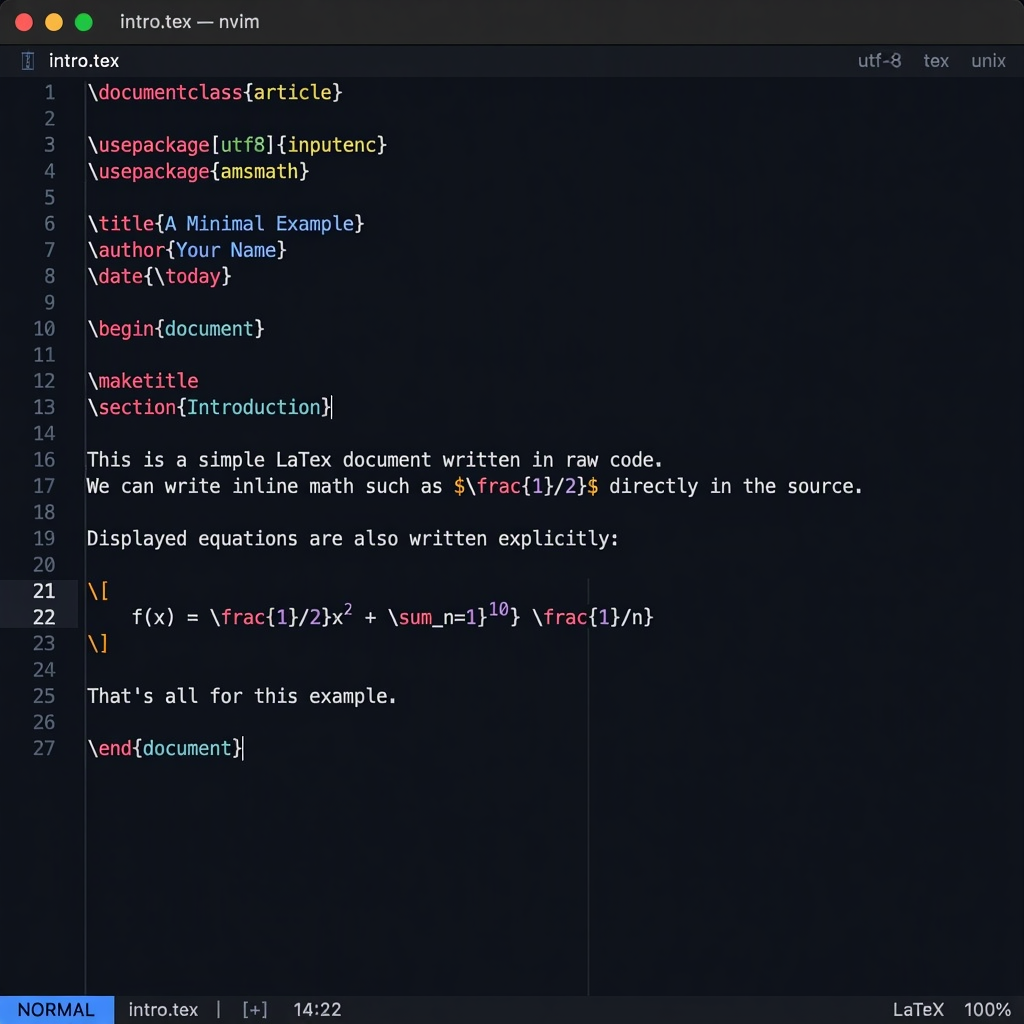 intro.tex — nvim
intro.tex utf-8 tex unix
1 \documentclass{article}
2
3 \usepackage[utf8]{inputenc}
4 \usepackage{amsmath}
5
6 \title{A Minimal Example}
7 \author{Your Name}
8 \date{\today}
9
10 \begin{document}
11
12 \maketitle
13 \section{Introduction}
14
16 This is a simple LaTex document written in raw code.
17 We can write inline math such as $\frac{1}/2}$ directly in the source.
18
19 Displayed equations are also written explicitly:
20
21 \[
22 f(x) = \frac{1}/2}x² + \sum_n=1}¹⁰} \frac{1}/n}
23 \]
24
25 That's all for this example.
26
27 \end{document}
NORMAL intro.tex | [+] 14:22 LaTeX 100%